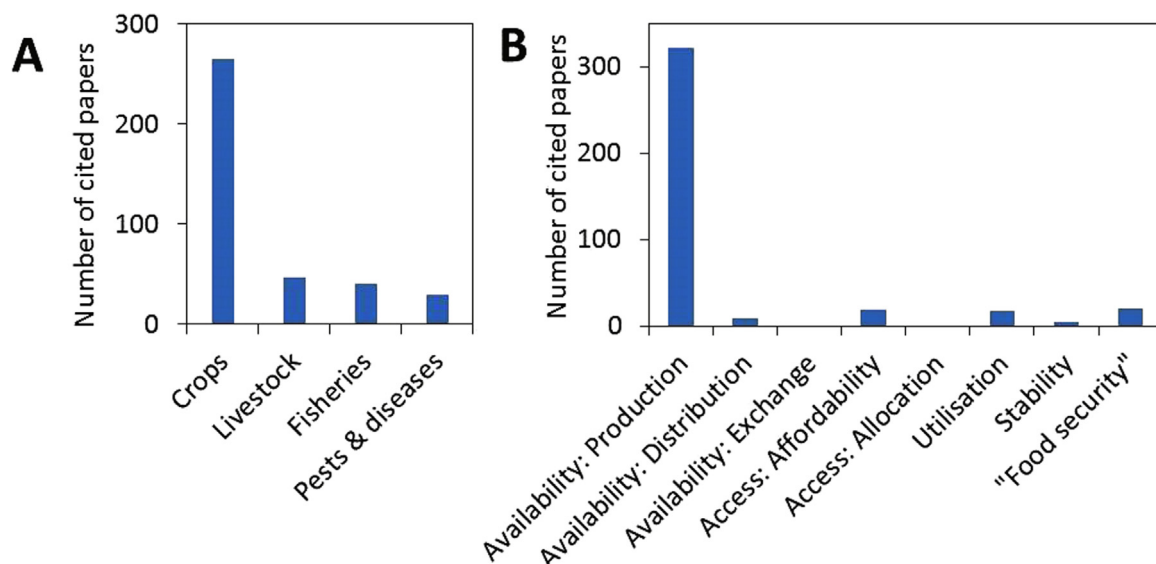 A
Number of cited papers
300
200
100
0
Crops
Livestock
Fisheries
Pests & diseases
B
Number of cited papers
300
200
100
0
Availability: Production
Availability: Distribution
Availability: Exchange
Access: Affordability
Access: Allocation
Utilisation
Stability
"Food security"